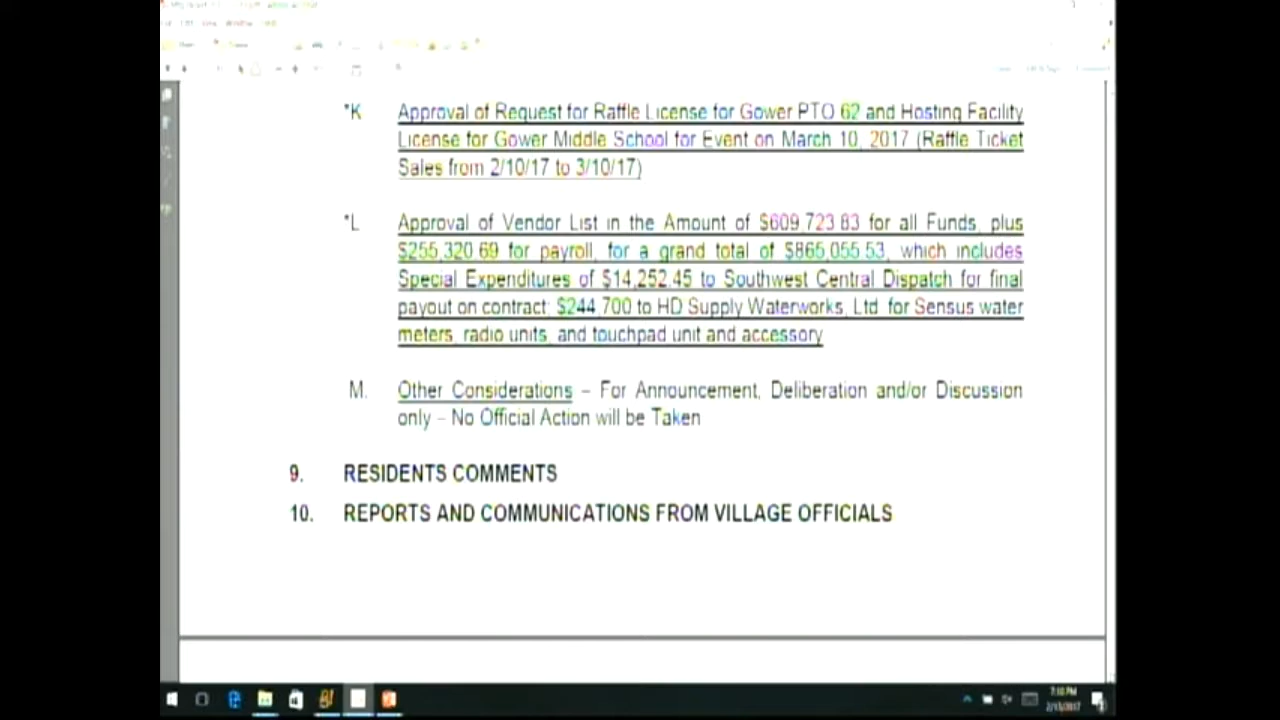 *K Approval of Request for Raffle License for Gower PTO 62 and Hosting Facility
License for Gower Middle School for Event on March 10, 2017 (Raffle Ticket
Sales from 2/10/17 to 3/10/17)
*L Approval of Vendor List in the Amount of $609,723.83 for all Funds, plus
$255,320.69 for payroll, for a grand total of $865,055.53, which includes
Special Expenditures of $14,252.45 to Southwest Central Dispatch for final
payout on contract; $244,700 to HD Supply Waterworks, Ltd. for Sensus water
meters, radio units, and touchpad unit and accessory
M. Other Considerations – For Announcement, Deliberation and/or Discussion
only – No Official Action will be Taken
9. RESIDENTS COMMENTS
10. REPORTS AND COMMUNICATIONS FROM VILLAGE OFFICIALS
7:10 PM
2/13/2017